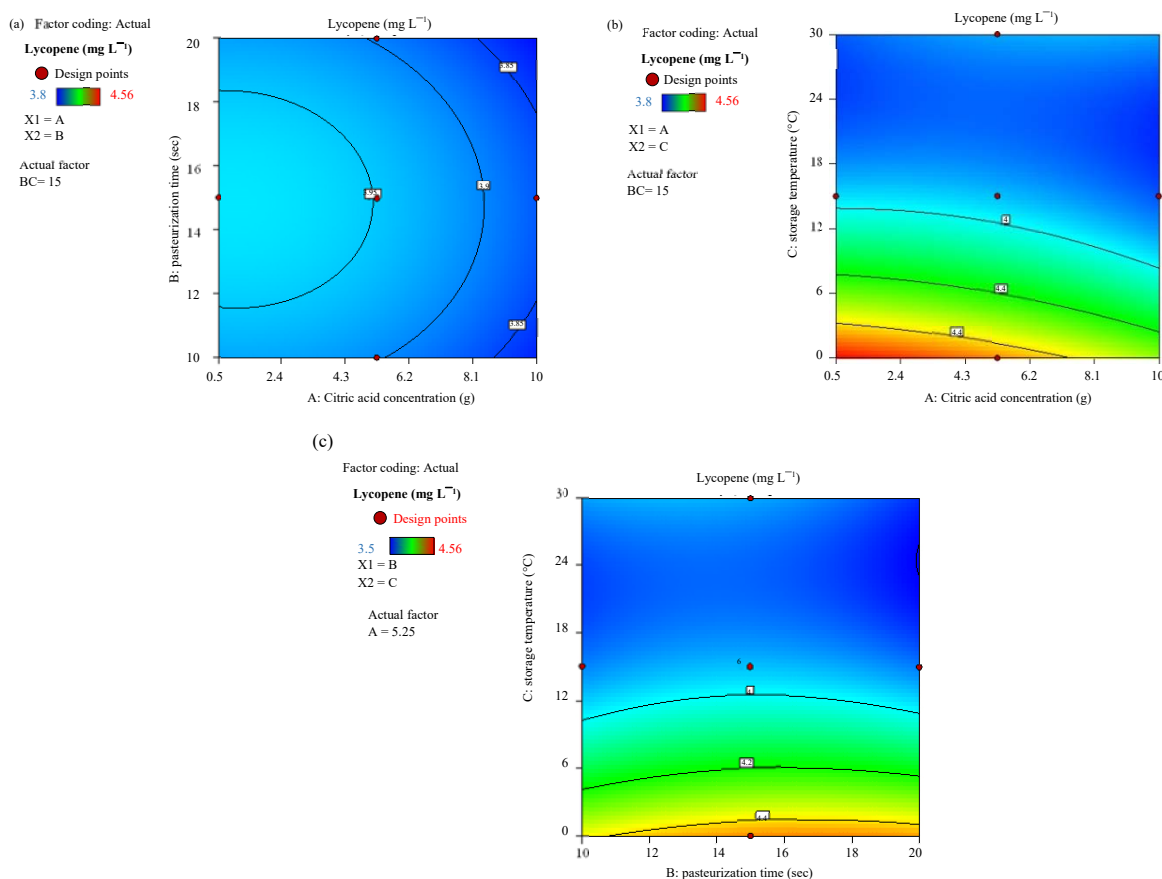 (a) Factor coding: Actual
Lycopene (mg L⁻¹)
Design points
3.8 4.56
X1 = A
X2 = B
Actual factor
BC= 15
Lycopene (mg L⁻¹)
B: pasteurization time (sec)
20
18
16
14
12
10
0.5 2.4 4.3 6.2 8.1 10
A: Citric acid concentration (g)
3.85
3.95
3.9
3.85
(b) Factor coding: Actual
Lycopene (mg L⁻¹)
Design points
3.8 4.56
X1 = A
X2 = C
Actual factor
BC= 15
Lycopene (mg L⁻¹)
C: storage temperature (°C)
30
24
18
12
6
0
0.5 2.4 4.3 6.2 8.1 10
A: Citric acid concentration (g)
4
4.4
4.4
(c)
Factor coding: Actual
Lycopene (mg L⁻¹)
Design points
3.5 4.56
X1 = B
X2 = C
Actual factor
A = 5.25
Lycopene (mg L⁻¹)
C: storage temperature (°C)
30
24
18
12
6
0
10 12 14 16 18 20
B: pasteurization time (sec)
6
4.2
4.4